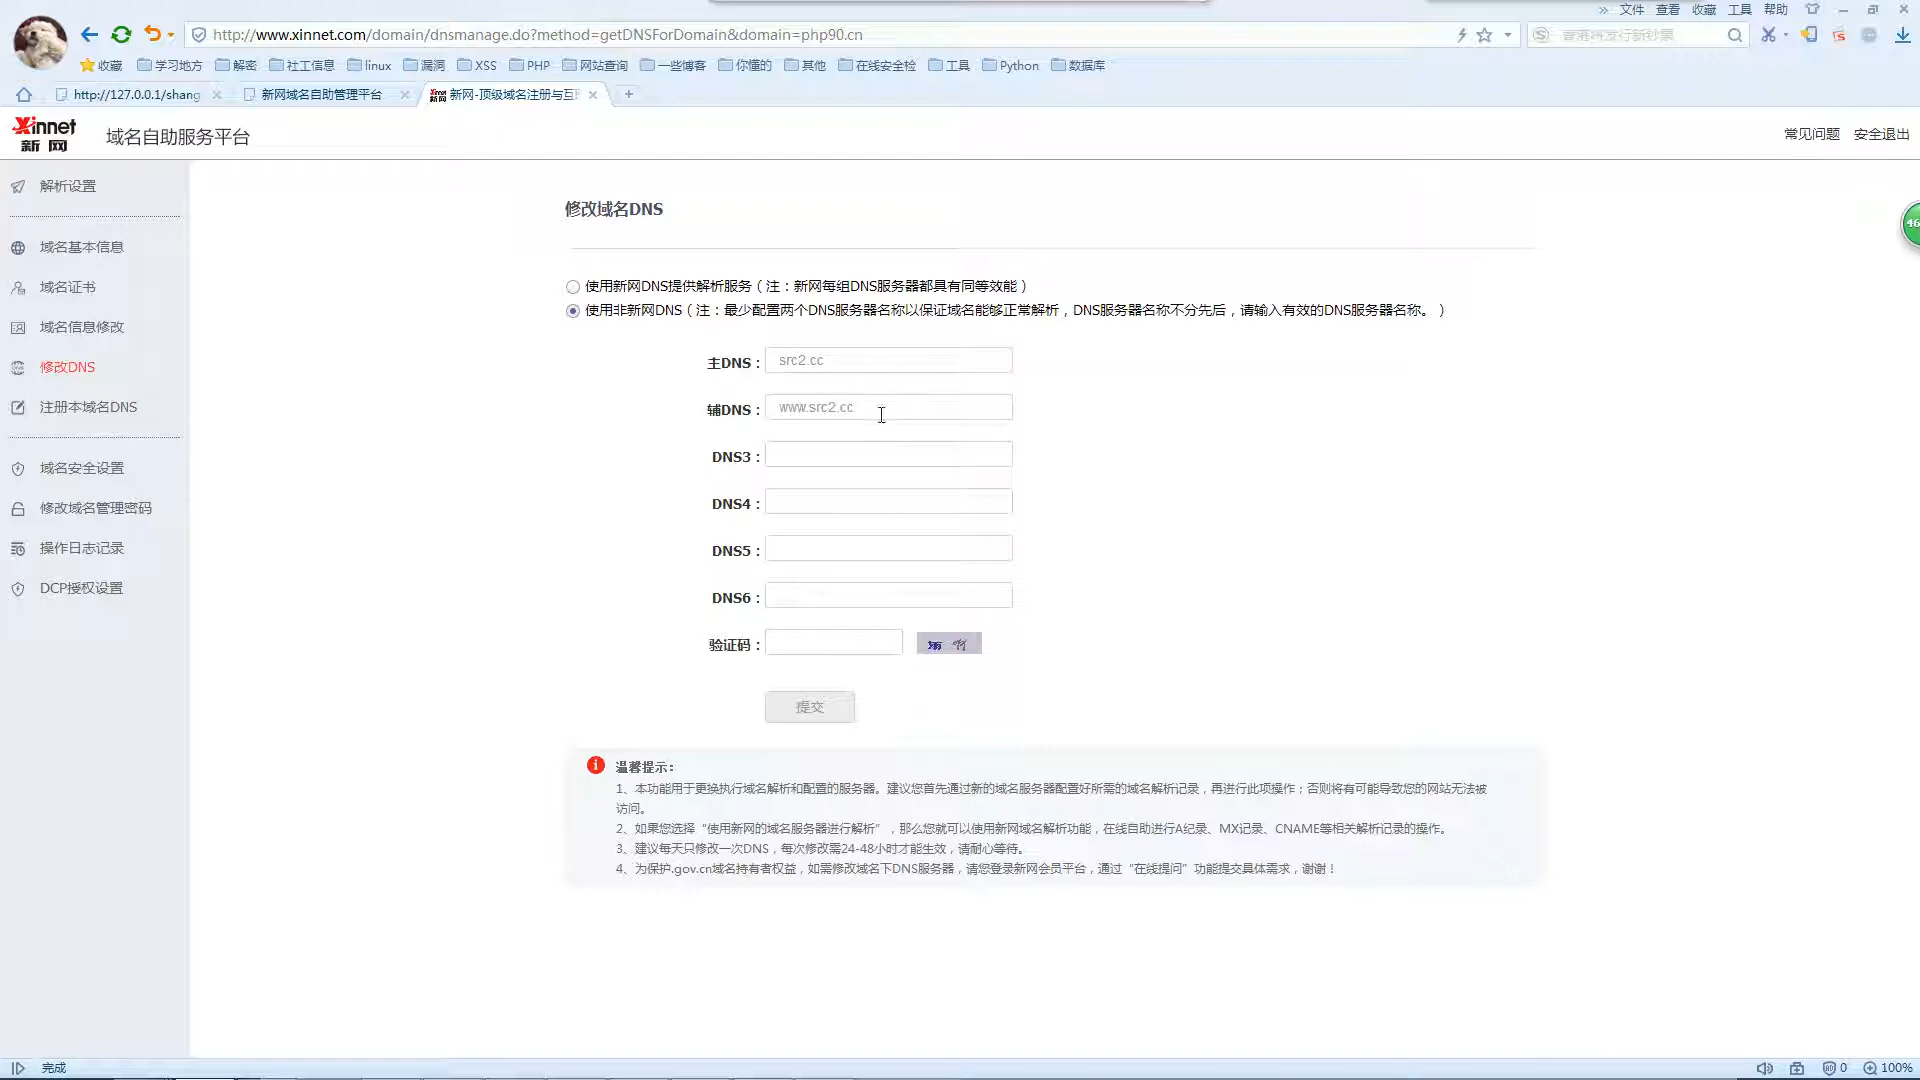 文件 查看 收藏 工具 帮助
http://www.xinnet.com/domain/dnsmanage.do?method=getDNSForDomain&domain=php90.cn
香港将发行新钞票
收藏 学习地方 解密 社工信息 linux 漏洞 XSS PHP 网站查询 一些博客 你懂的 其他 在线安全检 工具 Python 数据库
http://127.0.0.1/shang 新网域名自助管理平台 新网-顶级域名注册与互
Xinnet
新网
域名自助服务平台
常见问题 安全退出
解析设置
域名基本信息
域名证书
域名信息修改
修改DNS
注册本域名DNS
域名安全设置
修改域名管理密码
操作日志记录
DCP授权设置
修改域名DNS
使用新网DNS提供解析服务(注:新网每组DNS服务器都具有同等效能)
使用非新网DNS(注:最少配置两个DNS服务器名称以保证域名能够正常解析,DNS服务器名称不分先后,请输入有效的DNS服务器名称。)
主DNS: src2.cc
辅DNS: www.src2.cc
DNS3:
DNS4:
DNS5:
DNS6:
验证码:
提交
温馨提示:
1、本功能用于更换执行域名解析和配置的服务器。建议您首先通过新的域名服务器配置好所需的域名解析记录,再进行此项操作;否则将有可能导致您的网站无法被
访问。
2、如果您选择“使用新网的域名服务器进行解析”,那么您就可以使用新网域名解析功能,在线自助进行A纪录、MX记录、CNAME等相关解析记录的操作。
3、建议每天只修改一次DNS,每次修改需24-48小时才能生效,请耐心等待。
4、为保护.gov.cn域名持有者权益,如需修改域名下DNS服务器,请您登录新网会员平台,通过“在线提问”功能提交具体需求,谢谢!
46
完成
0
100%